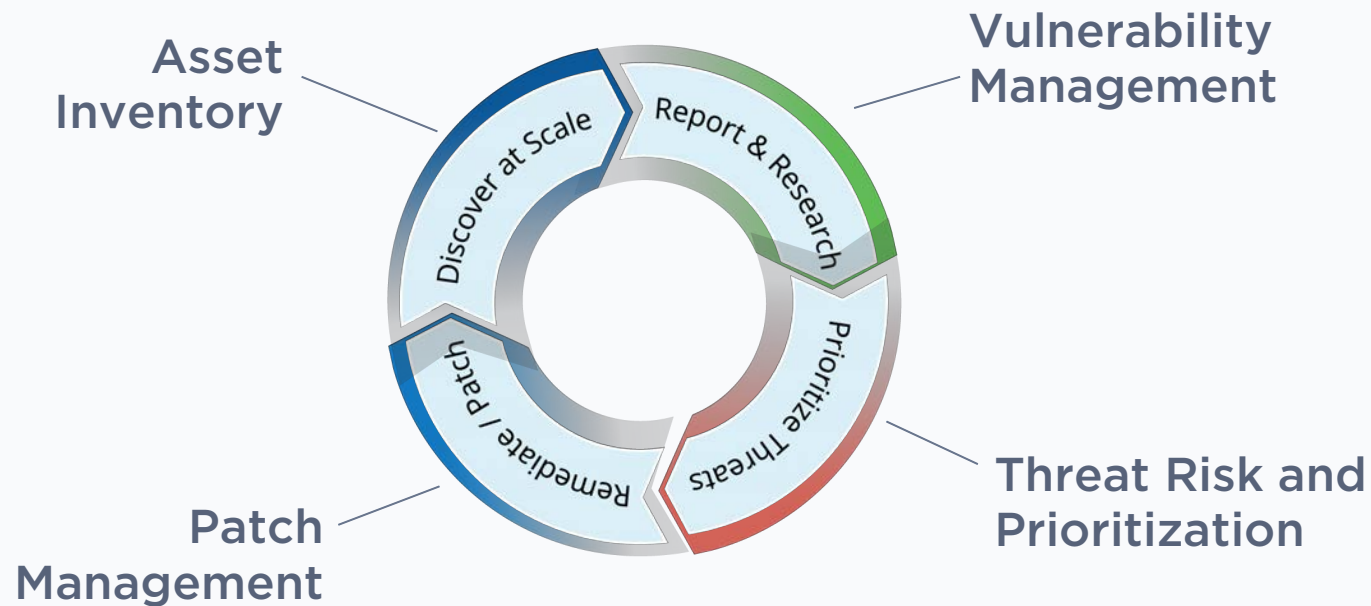 Asset
Inventory
Vulnerability
Management
Discover at Scale
Report & Research
Prioritize Threats
Remediate / Patch
Threat Risk and
Prioritization
Patch
Management